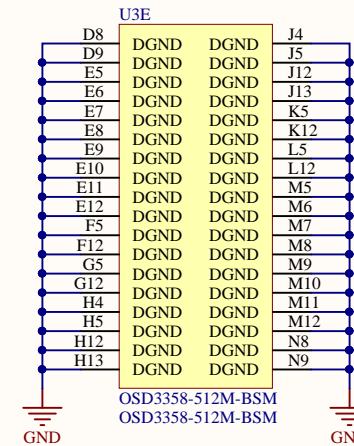 U3E
D8 DGND DGND J4
D9 DGND DGND J5
E5 DGND DGND J12
E6 DGND DGND J13
E7 DGND DGND K5
E8 DGND DGND K12
E9 DGND DGND L5
E10 DGND DGND L12
E11 DGND DGND M5
E12 DGND DGND M6
F5 DGND DGND M7
F12 DGND DGND M8
G5 DGND DGND M9
G12 DGND DGND M10
H4 DGND DGND M11
H5 DGND DGND M12
H12 DGND DGND N8
H13 DGND DGND N9
OSD3358-512M-BSM
OSD3358-512M-BSM
GND